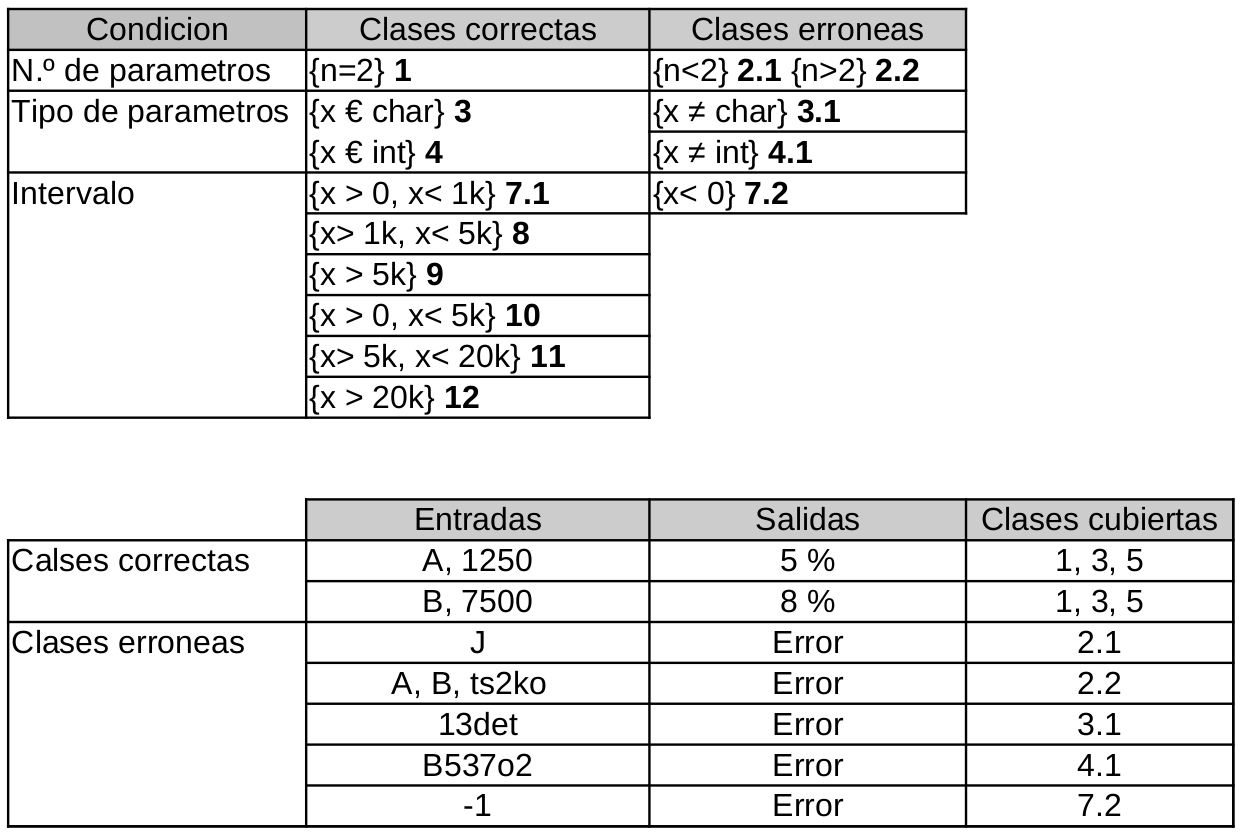 Condicion Clases correctas Clases erroneas
N.º de parametros {n=2} 1 {n<2} 2.1 {n>2} 2.2
Tipo de parametros {x € char} 3 {x ≠ char} 3.1
{x € int} 4 {x ≠ int} 4.1
Intervalo {x > 0, x< 1k} 7.1 {x< 0} 7.2
{x> 1k, x< 5k} 8
{x > 5k} 9
{x > 0, x< 5k} 10
{x> 5k, x< 20k} 11
{x > 20k} 12
Entradas Salidas Clases cubiertas
Calses correctas A, 1250 5 % 1, 3, 5
B, 7500 8 % 1, 3, 5
Clases erroneas J Error 2.1
A, B, ts2ko Error 2.2
13det Error 3.1
B537o2 Error 4.1
-1 Error 7.2